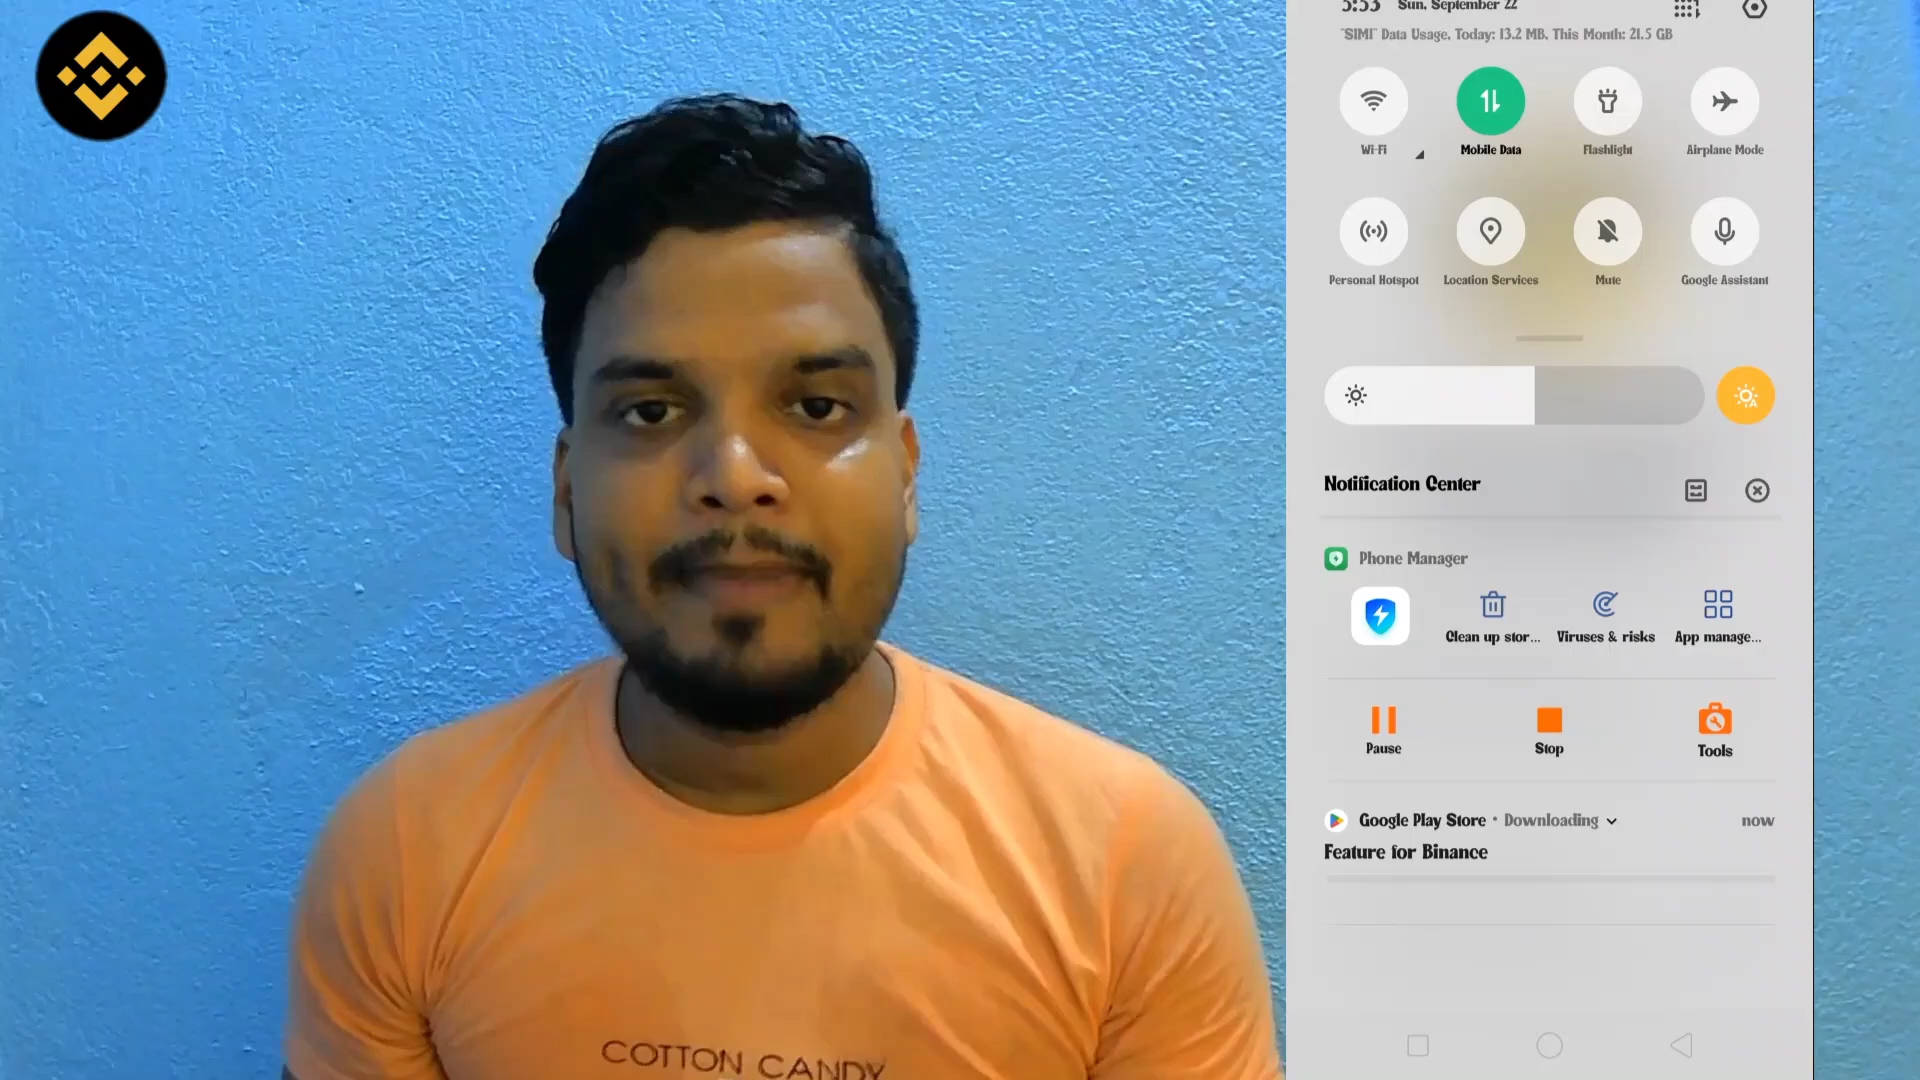 5:53 Sun, September 22
"SIM1" Data Usage, Today: 13.2 MB, This Month: 21.5 GB
Wi-Fi
Mobile Data
Flashlight
Airplane Mode
Personal Hotspot
Location Services
Mute
Google Assistant
Notification Center
Phone Manager
Clean up stor...
Viruses & risks
App manage...
Pause
Stop
Tools
Google Play Store • Downloading
now
Feature for Binance
COTTON CANDY